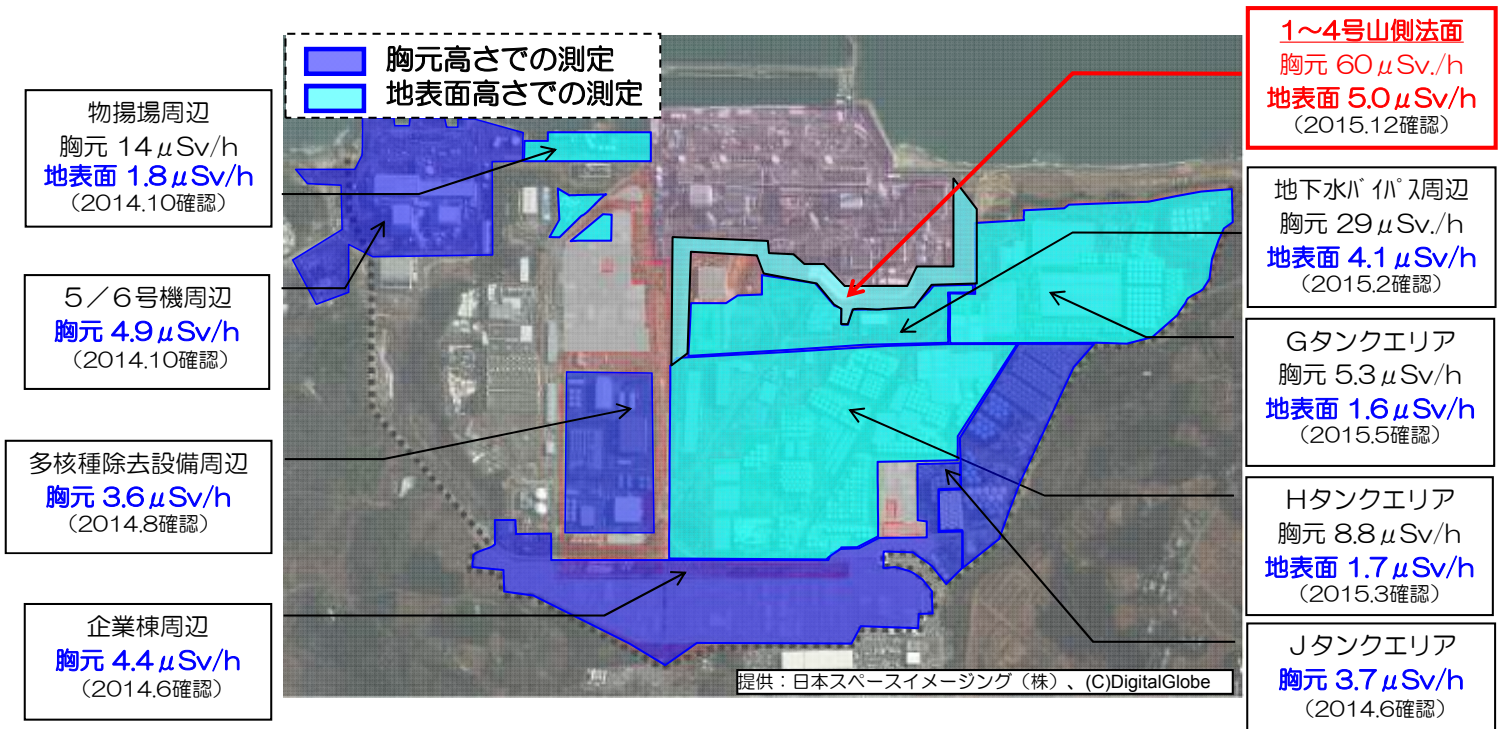 胸元高さでの測定
地表面高さでの測定
物揚場周辺
胸元 14μSv/h
地表面 1.8μSv/h
（2014.10確認）
5／6号機周辺
胸元 4.9μSv/h
（2014.10確認）
多核種除去設備周辺
胸元 3.6μSv/h
（2014.8確認）
企業棟周辺
胸元 4.4μSv/h
（2014.6確認）
1～4号山側法面
胸元 60μSv./h
地表面 5.0μSv/h
（2015.12確認）
地下水ﾊﾞｲﾊﾟｽ周辺
胸元 29μSv./h
地表面 4.1μSv/h
（2015.2確認）
Gタンクエリア
胸元 5.3μSv/h
地表面 1.6μSv/h
（2015.5確認）
Hタンクエリア
胸元 8.8μSv/h
地表面 1.7μSv/h
（2015.3確認）
Jタンクエリア
胸元 3.7μSv/h
（2014.6確認）
提供：日本スペースイメージング（株）、(C)DigitalGlobe